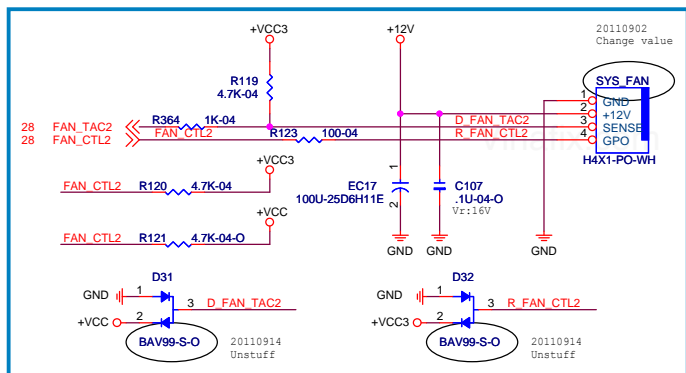 20110902
Change value
+VCC3
+12V
R119
4.7K-04
SYS_FAN
1
GND
2
+12V
3
SENSE
4
GPO
H4X1-PO-WH
28 FAN_TAC2
R364 1K-04
D_FAN_TAC2
28 FAN_CTL2
FAN_CTL2
R123 100-04
R_FAN_CTL2
+VCC3
FAN_CTL2 R120 4.7K-04
+VCC
FAN_CTL2 R121 4.7K-04-O
1
EC17
100U-25D6H11E
2
C107
.1U-04-O
Vr:16V
GND
GND
GND
D31
GND 1
3 D_FAN_TAC2
+VCC 2
BAV99-S-O
20110914
Unstuff
D32
GND 1
3 R_FAN_CTL2
+VCC3 2
BAV99-S-O
20110914
Unstuff